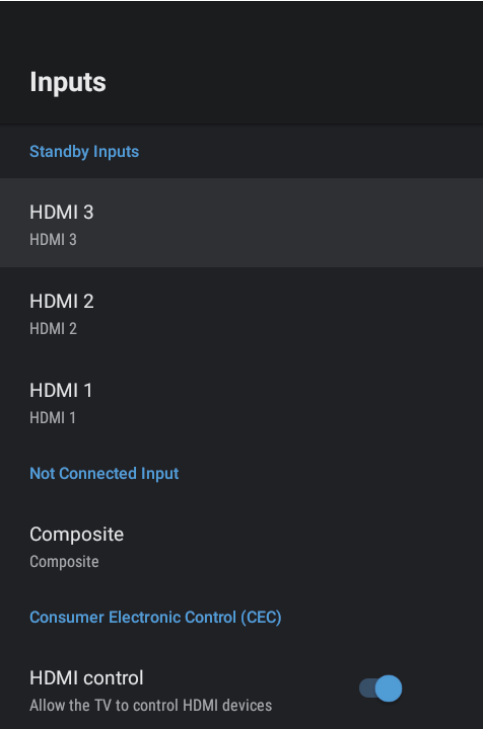 Inputs
Standby Inputs
HDMI 3
HDMI 3
HDMI 2
HDMI 2
HDMI 1
HDMI 1
Not Connected Input
Composite
Composite
Consumer Electronic Control (CEC)
HDMI control
Allow the TV to control HDMI devices